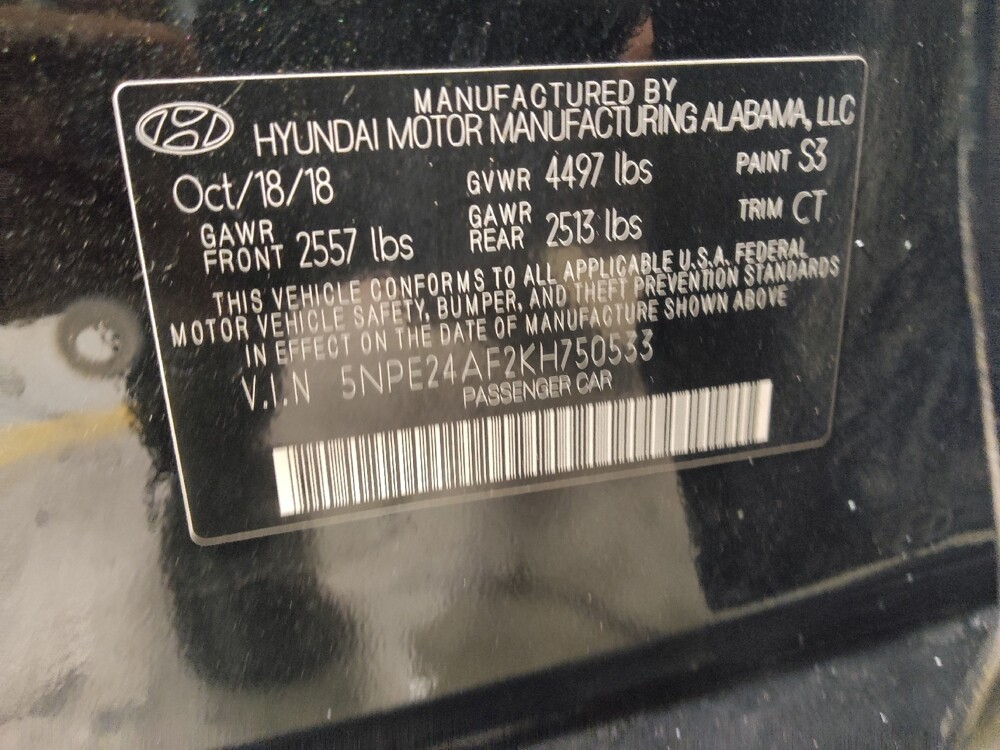 MANUFACTURED BY
HYUNDAI MOTOR MANUFACTURING ALABAMA, LLC
Oct/18/18 GVWR 4497 lbs PAINT S3
GAWR FRONT 2557 lbs GAWR REAR 2513 lbs TRIM CT
THIS VEHICLE CONFORMS TO ALL APPLICABLE U.S.A. FEDERAL
MOTOR VEHICLE SAFETY, BUMPER, AND THEFT PREVENTION STANDARDS
IN EFFECT ON THE DATE OF MANUFACTURE SHOWN ABOVE
V.I.N 5NPE24AF2KH750533
PASSENGER CAR